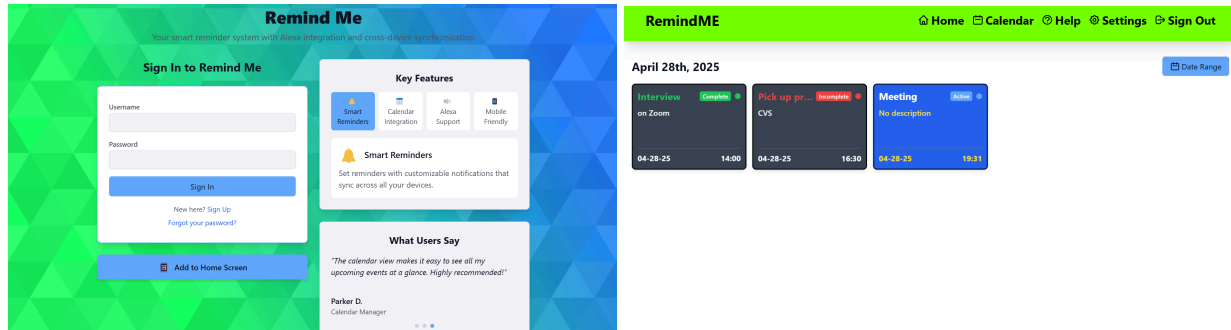 Remind Me
Your smart reminder system with Alexa integration and cross-device synchronization
Sign In to Remind Me
Username
Password
Sign In
New here? Sign Up
Forgot your password?
Add to Home Screen
Key Features
Smart Reminders
Calendar Integration
Alexa Support
Mobile Friendly
Smart Reminders
Set reminders with customizable notifications that
sync across all your devices.
What Users Say
"The calendar view makes it easy to see all my
upcoming events at a glance. Highly recommended!"
Parker D.
Calendar Manager
RemindME
Home Calendar Help Settings Sign Out
April 28th, 2025
Date Range
Interview Complete
on Zoom
04-28-25 14:00
Pick up pr... Incomplete
CVS
04-28-25 16:30
Meeting Active
No description
04-28-25 19:31